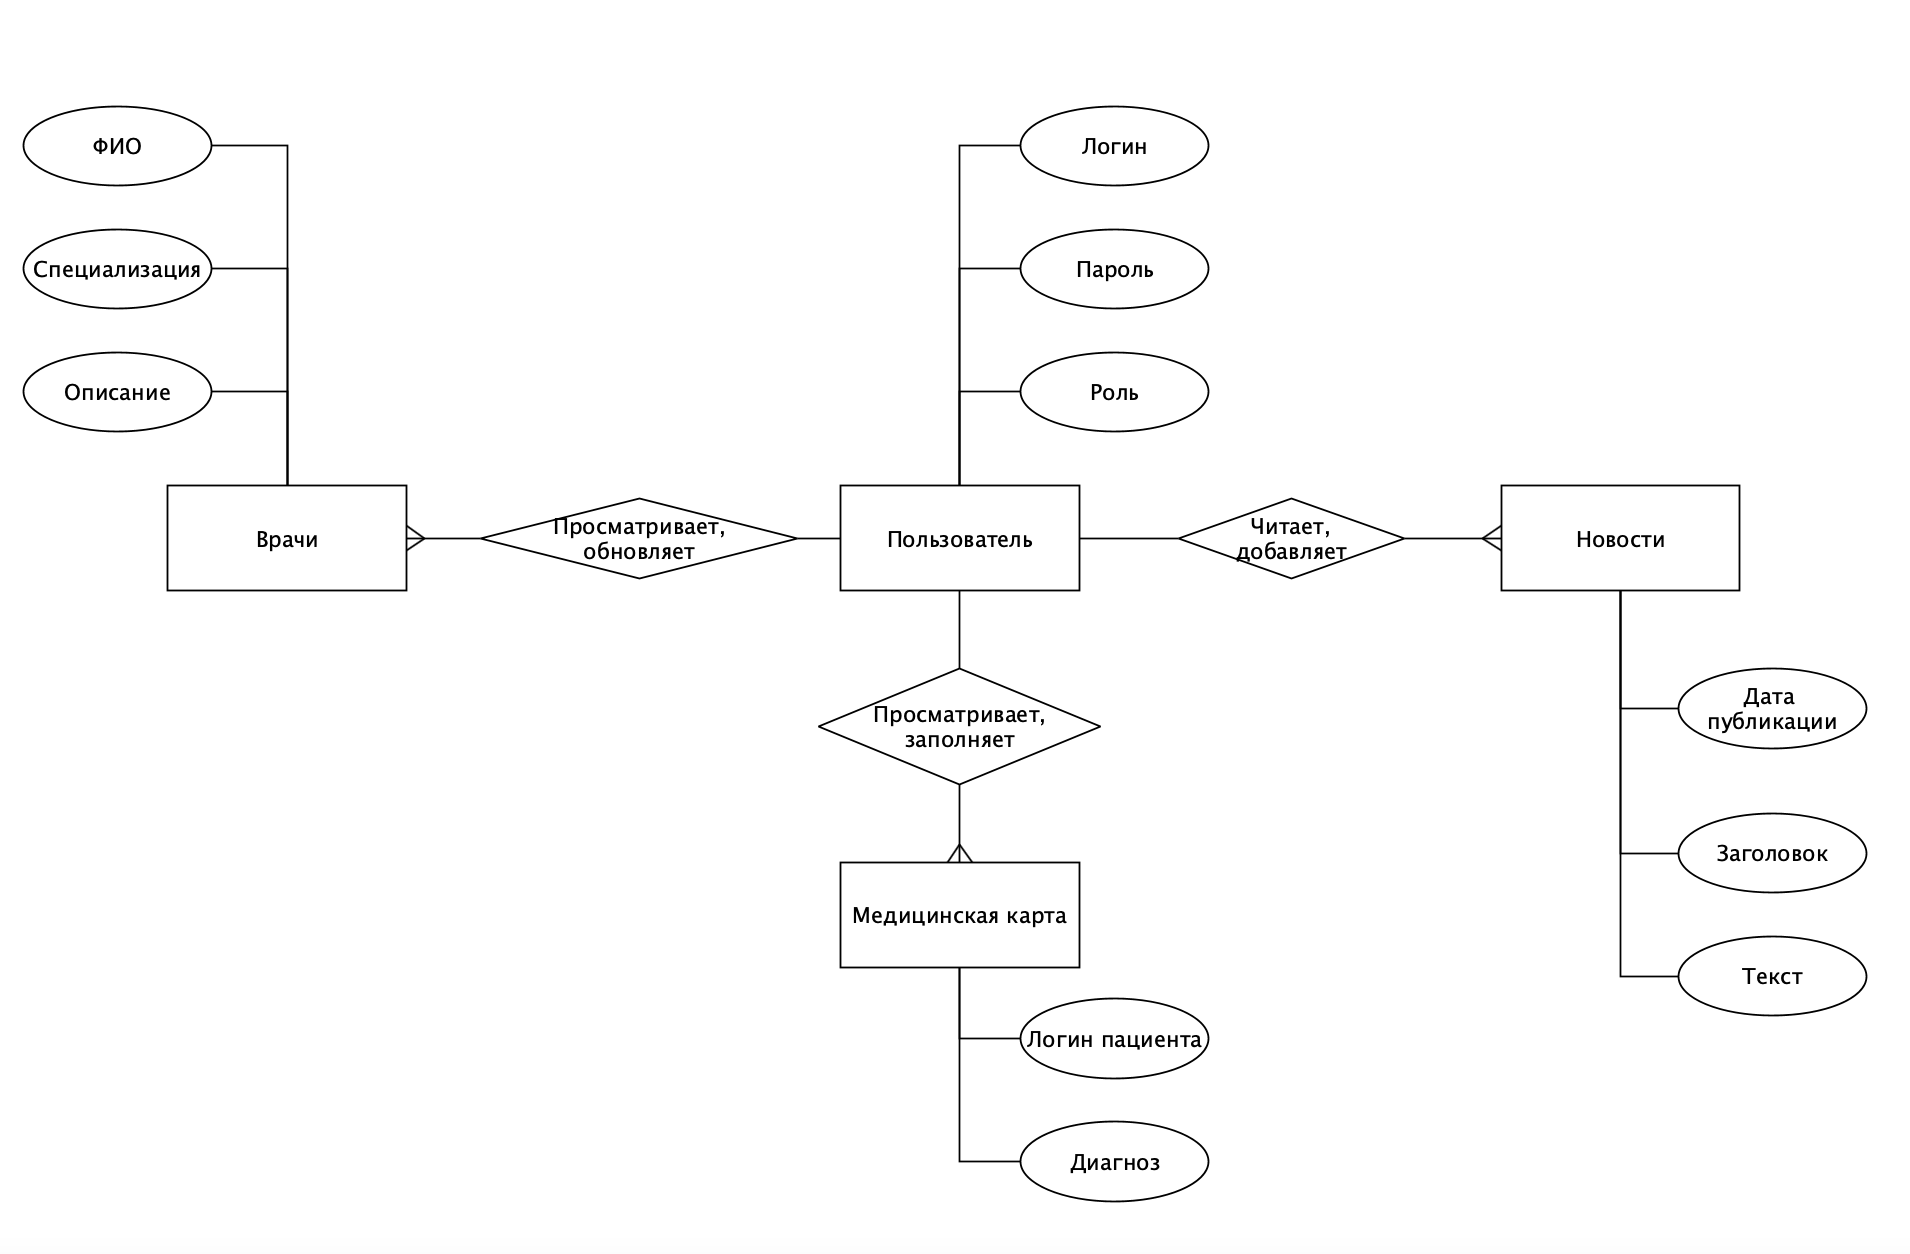 ФИО
Логин
Специализация
Пароль
Описание
Роль
Врачи
Просматривает,
обновляет
Пользователь
Читает,
добавляет
Новости
Просматривает,
заполняет
Дата
публикации
Заголовок
Медицинская карта
Текст
Логин пациента
Диагноз